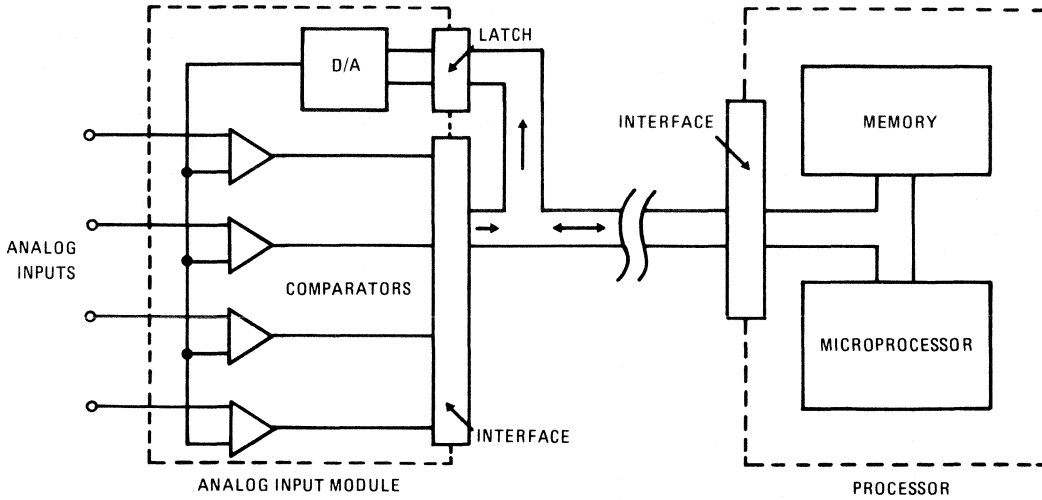 LATCH
D/A
INTERFACE
MEMORY
ANALOG
INPUTS
COMPARATORS
MICROPROCESSOR
INTERFACE
ANALOG INPUT MODULE
PROCESSOR